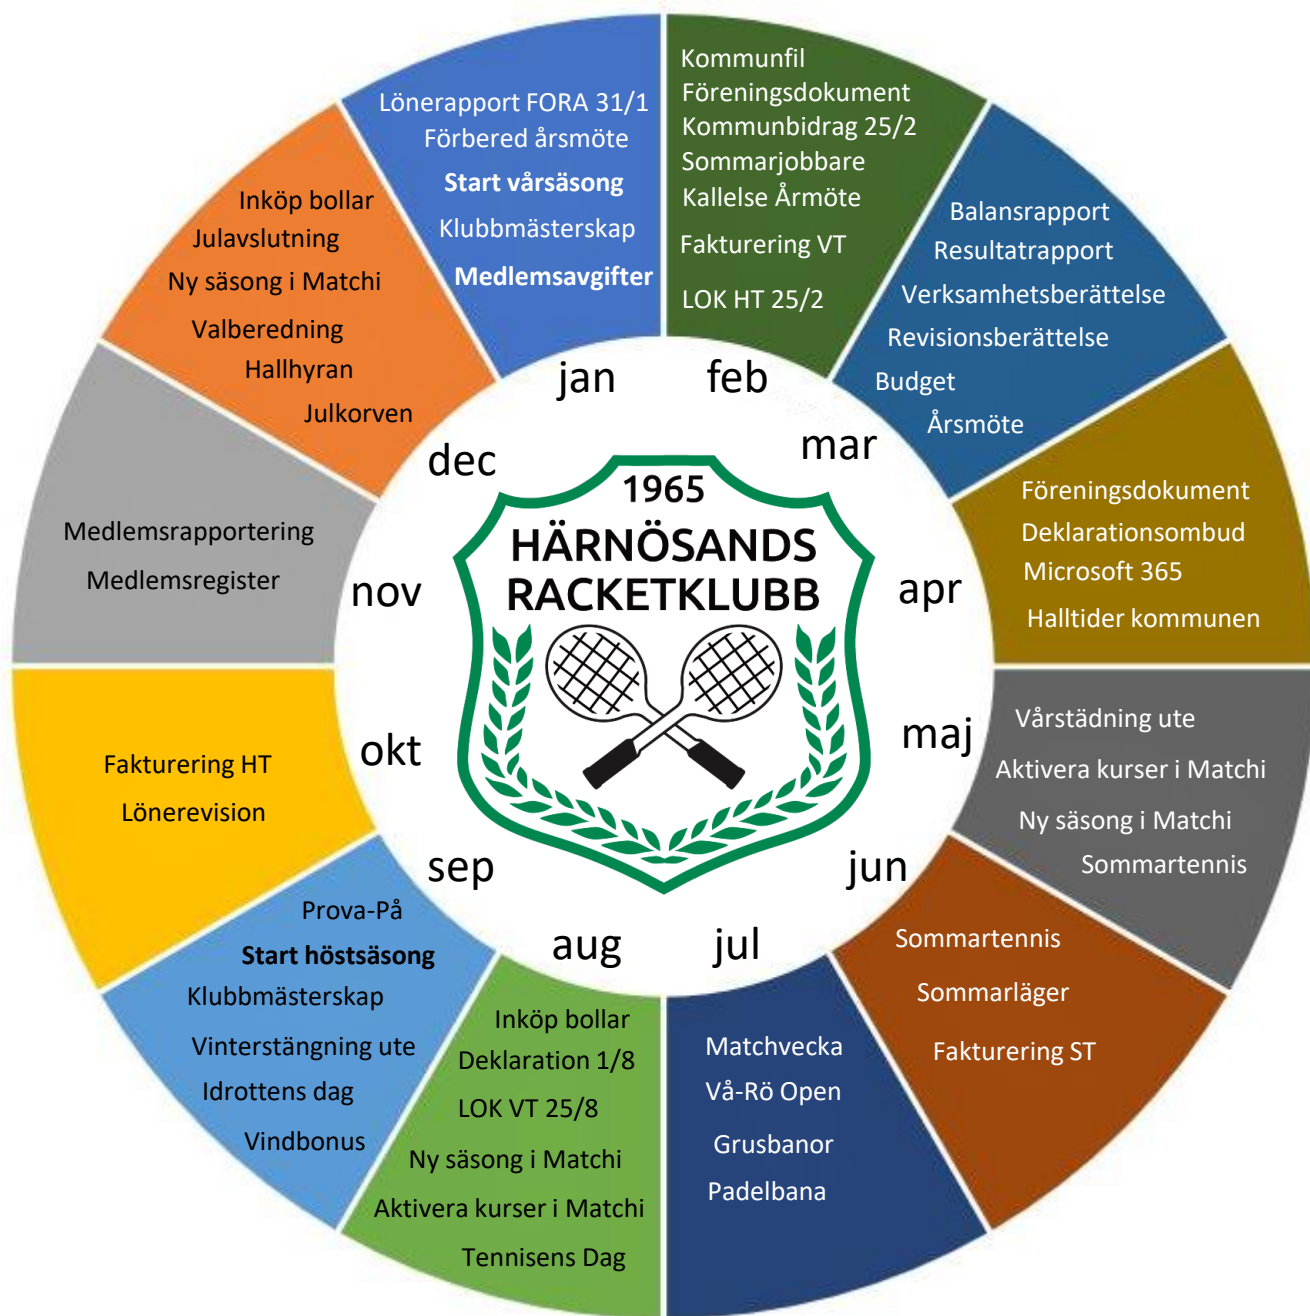 Lönerapport FORA 31/1
Förbered årsmöte
Start vårsäsong
Klubbmästerskap
Medlemsavgifter
jan
Kommunfil
Föreningsdokument
Kommunbidrag 25/2
Sommarjobbare
Kallelse Årmöte
Fakturering VT
LOK HT 25/2
feb
Balansrapport
Resultatrapport
Verksamhetsberättelse
Revisionsberättelse
Budget
Årsmöte
mar
Föreningsdokument
Deklarationsombud
Microsoft 365
Halltider kommunen
apr
Vårstädning ute
Aktivera kurser i Matchi
Ny säsong i Matchi
Sommartennis
maj
Sommartennis
Sommarläger
Fakturering ST
jun
Matchvecka
Vå-Rö Open
Grusbanor
Padelbana
jul
Inköp bollar
Deklaration 1/8
LOK VT 25/8
Ny säsong i Matchi
Aktivera kurser i Matchi
Tennisens Dag
aug
Prova-På
Start höstsäsong
Klubbmästerskap
Vinterstängning ute
Idrottens dag
Vindbonus
sep
Fakturering HT
Lönerevision
okt
Medlemsrapportering
Medlemsregister
nov
Inköp bollar
Julavslutning
Ny säsong i Matchi
Valberedning
Hallhyran
Julkorven
dec
1965
HÄRNÖSANDS
RACKETKLUBB